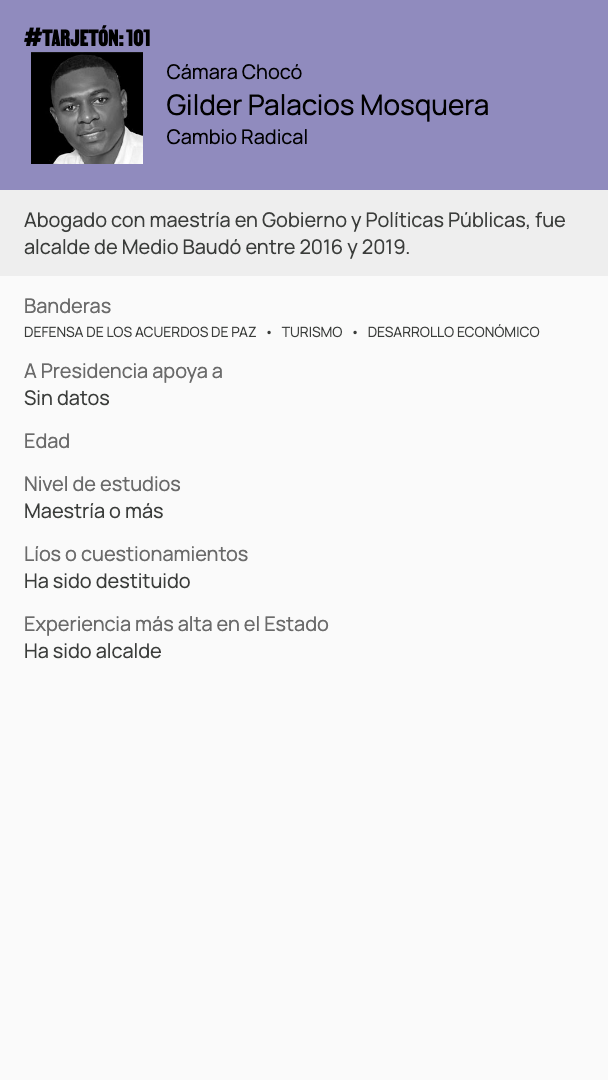 #TARJETÓN: 101
Cámara Chocó
Gilder Palacios Mosquera
Cambio Radical
Abogado con maestría en Gobierno y Políticas Públicas, fue
alcalde de Medio Baudó entre 2016 y 2019.
Banderas
DEFENSA DE LOS ACUERDOS DE PAZ • TURISMO • DESARROLLO ECONÓMICO
A Presidencia apoya a
Sin datos
Edad
Nivel de estudios
Maestría o más
Líos o cuestionamientos
Ha sido destituido
Experiencia más alta en el Estado
Ha sido alcalde